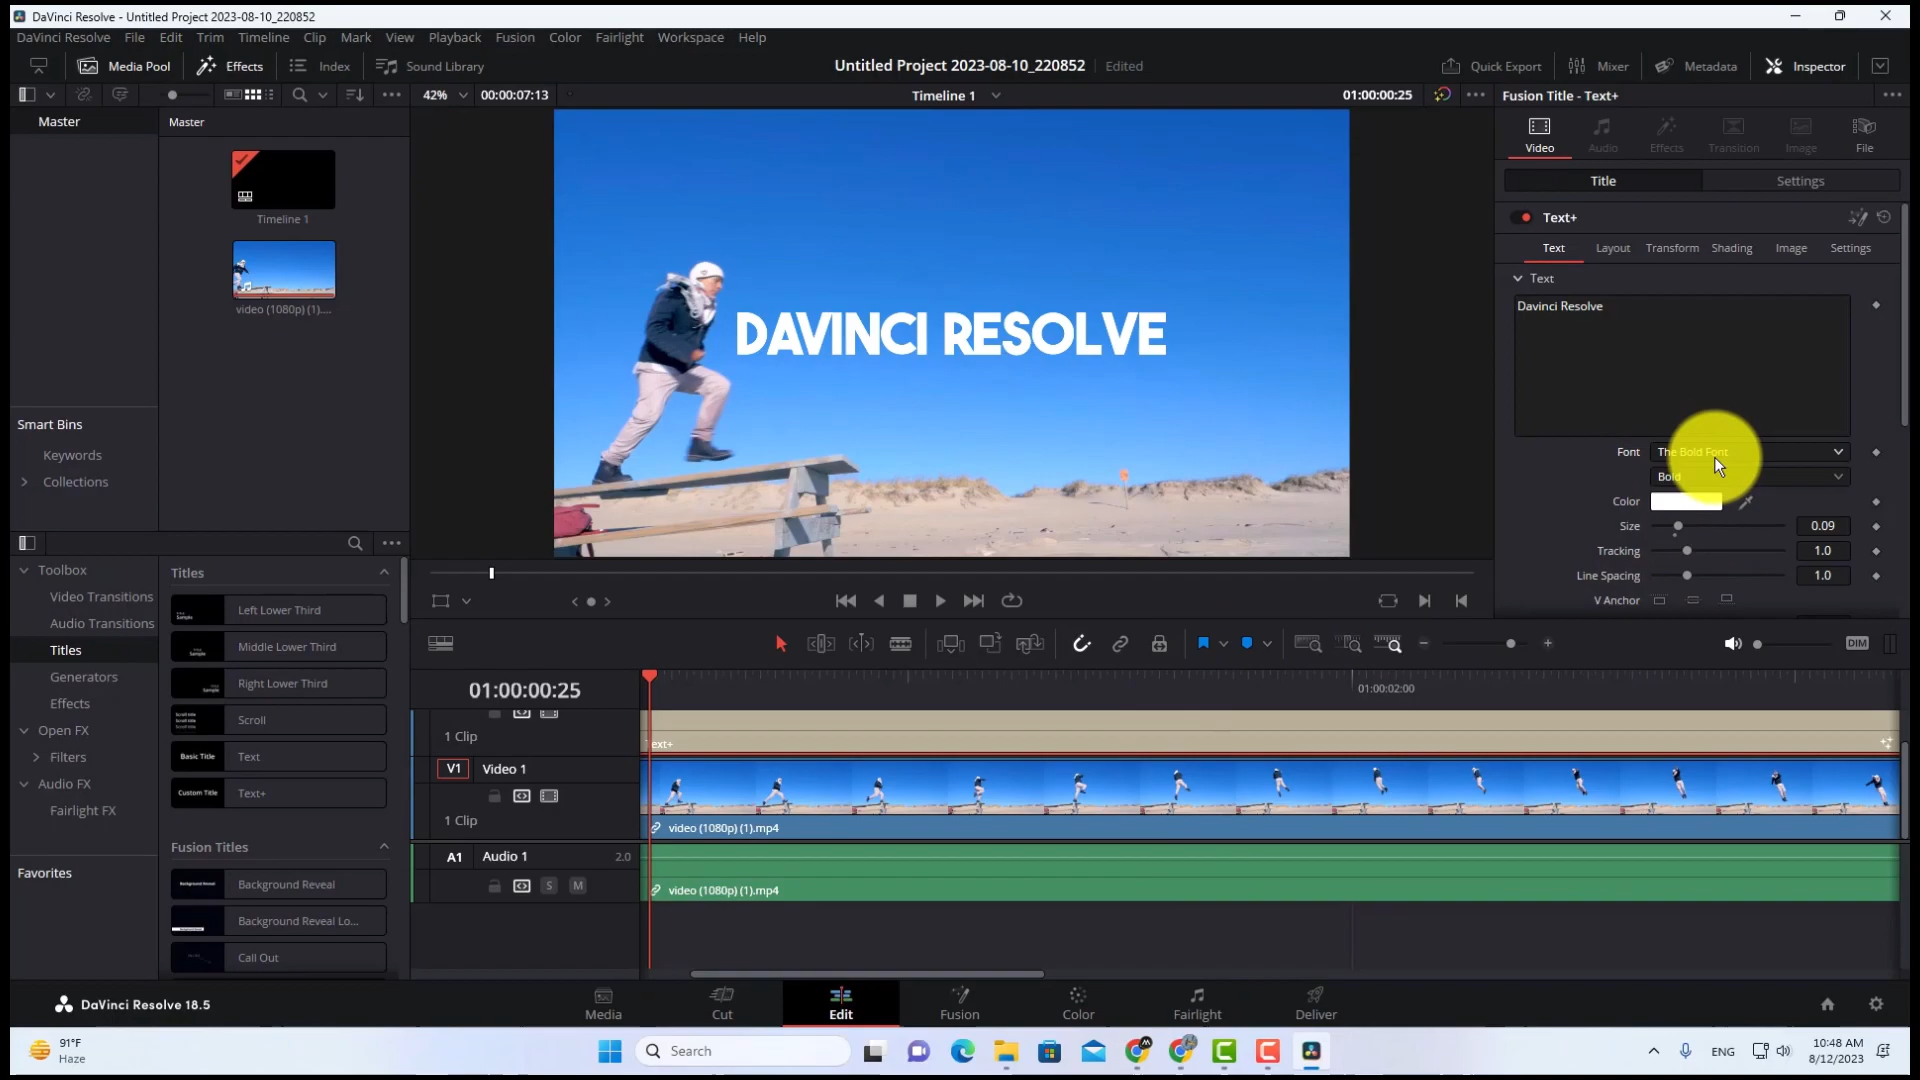 DaVinci Resolve - Untitled Project 2023-08-10_220852
DaVinci Resolve File Edit Trim Timeline Clip Mark View Playback Fusion Color Fairlight Workspace Help
Media Pool Effects Index Sound Library
Untitled Project 2023-08-10_220852 Edited
Quick Export Mixer Metadata Inspector
42% 00:00:07:13 Timeline 1 01:00:00:25
Fusion Title - Text+
Master
Master
Timeline 1
video (1080p) (1)....
Video Audio Effects Transition Image File
Title Settings
Text+
Text Layout Transform Shading Image Settings
Text
Davinci Resolve
DAVINCI RESOLVE
Font The Bold Font
Bold
Color
Size 0.09
Tracking 1.0
Line Spacing 1.0
V Anchor
Smart Bins
Keywords
Collections
Toolbox
Video Transitions
Audio Transitions
Titles
Generators
Effects
Open FX
Filters
Audio FX
Fairlight FX
Favorites
Titles
Left Lower Third
Middle Lower Third
Right Lower Third
Scroll
Basic Title Text
Custom Title Text+
Fusion Titles
Background Reveal
Background Reveal Lo...
Call Out
DIM
01:00:00:25
01:00:02:00
1 Clip
V1 Video 1
1 Clip
video (1080p) (1).mp4
A1 Audio 1 2.0
S M
video (1080p) (1).mp4
DaVinci Resolve 18.5
Media Cut Edit Fusion Color Fairlight Deliver
91°F
Haze
Search
ENG
10:48 AM
8/12/2023